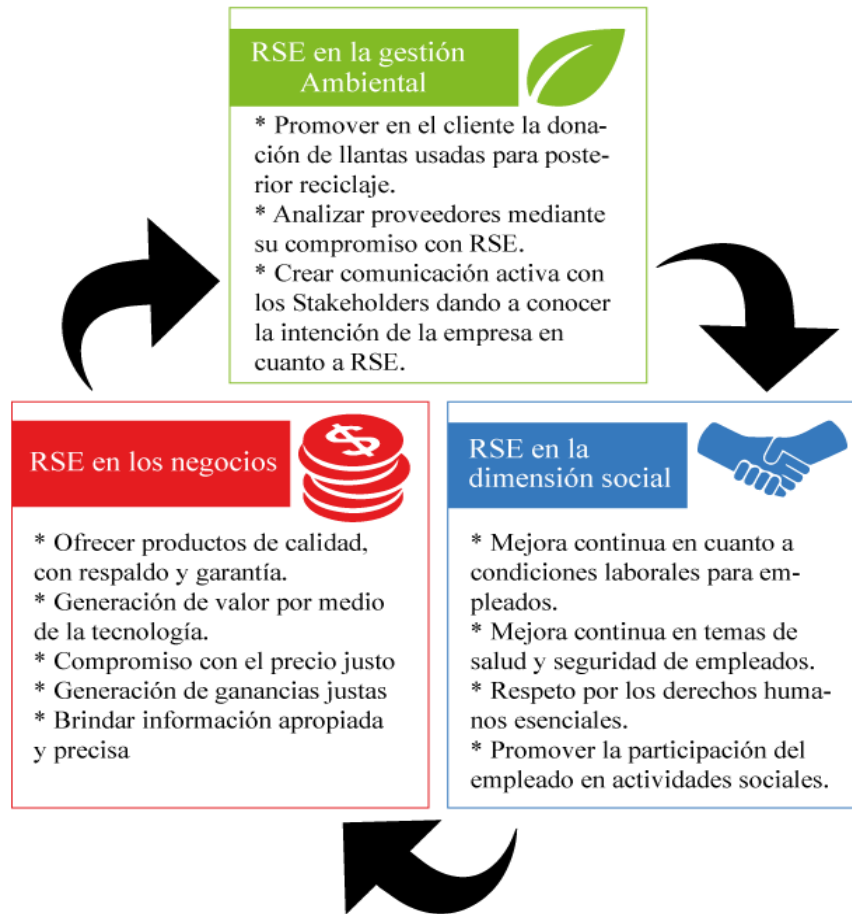 RSE en la gestión
Ambiental
* Promover en el cliente la dona-
ción de llantas usadas para poste-
rior reciclaje.
* Analizar proveedores mediante
su compromiso con RSE.
* Crear comunicación activa con
los Stakeholders dando a conocer
la intención de la empresa en
cuanto a RSE.
RSE en los negocios
$
* Ofrecer productos de calidad,
con respaldo y garantía.
* Generación de valor por medio
de la tecnología.
* Compromiso con el precio justo
* Generación de ganancias justas
* Brindar información apropiada
y precisa
RSE en la
dimensión social
* Mejora continua en cuanto a
condiciones laborales para em-
pleados.
* Mejora continua en temas de
salud y seguridad de empleados.
* Respeto por los derechos huma-
nos esenciales.
* Promover la participación del
empleado en actividades sociales.